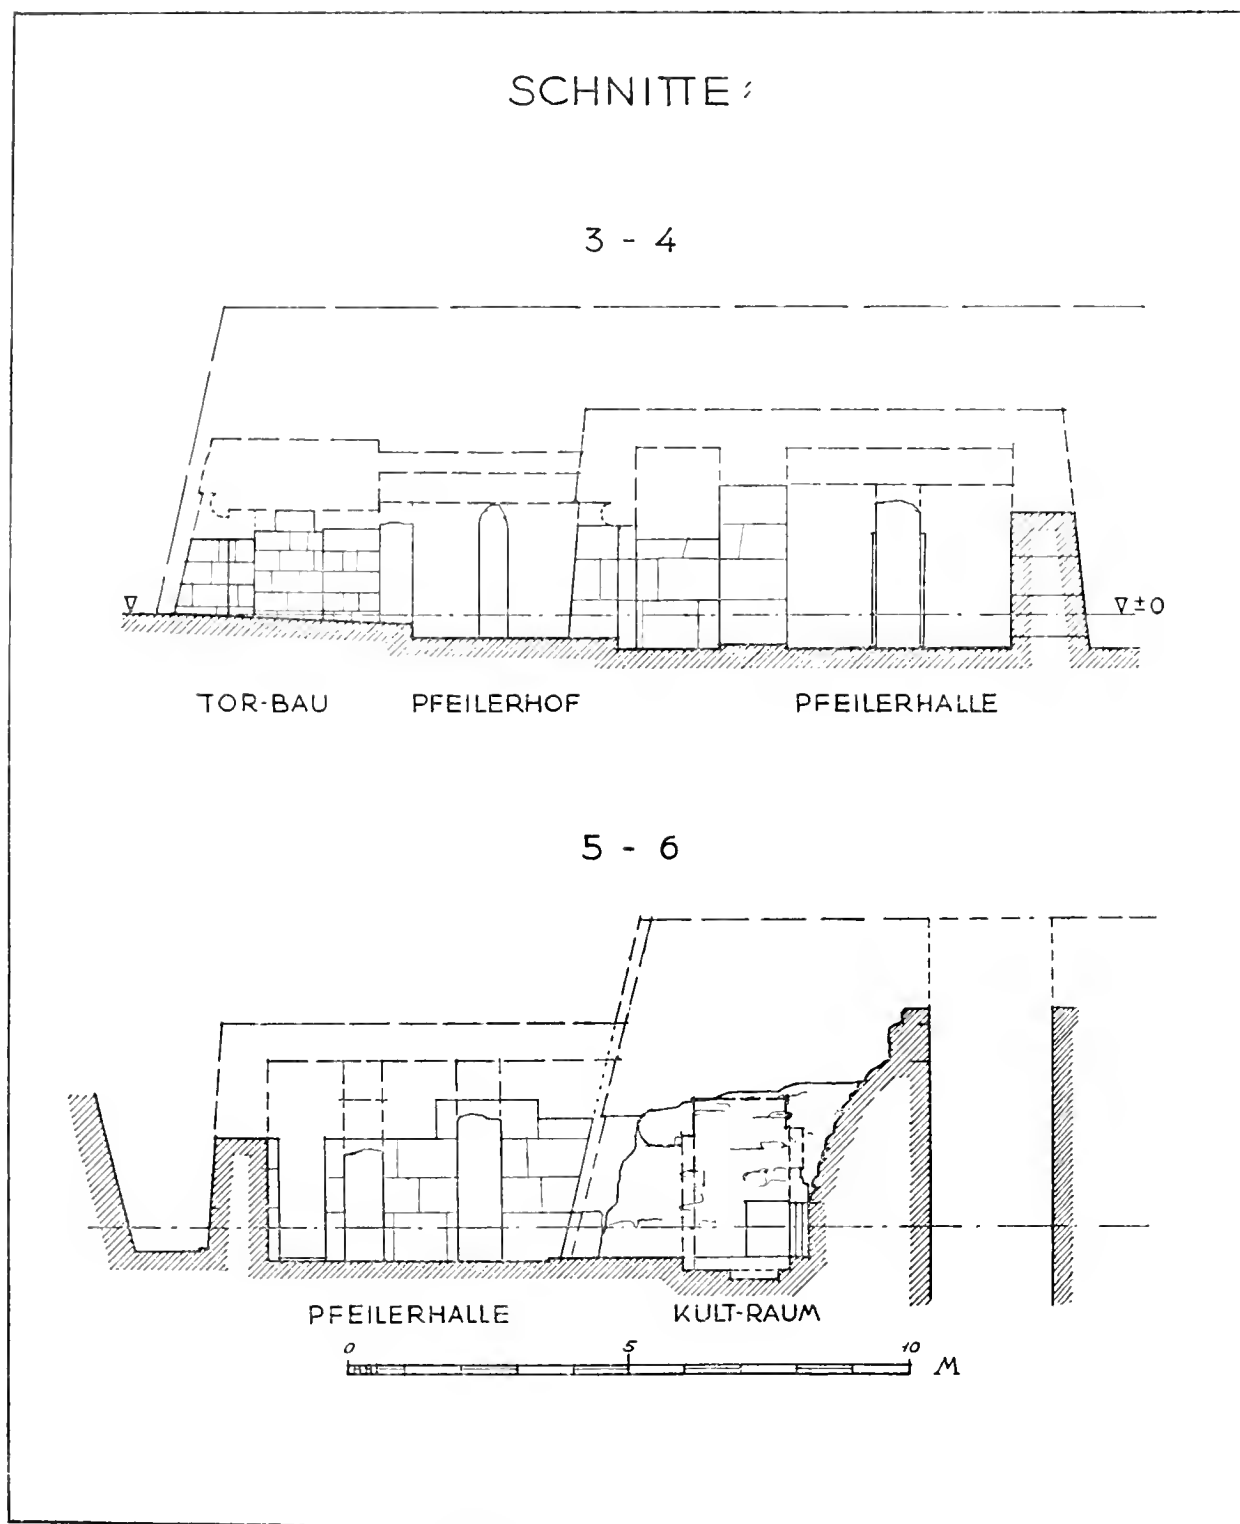 SCHNITTE:
3 - 4
▽ ▽ ±0
TOR-BAU PFEILERHOF PFEILERHALLE
5 - 6
PFEILERHALLE KULT-RAUM
0 5 10 M